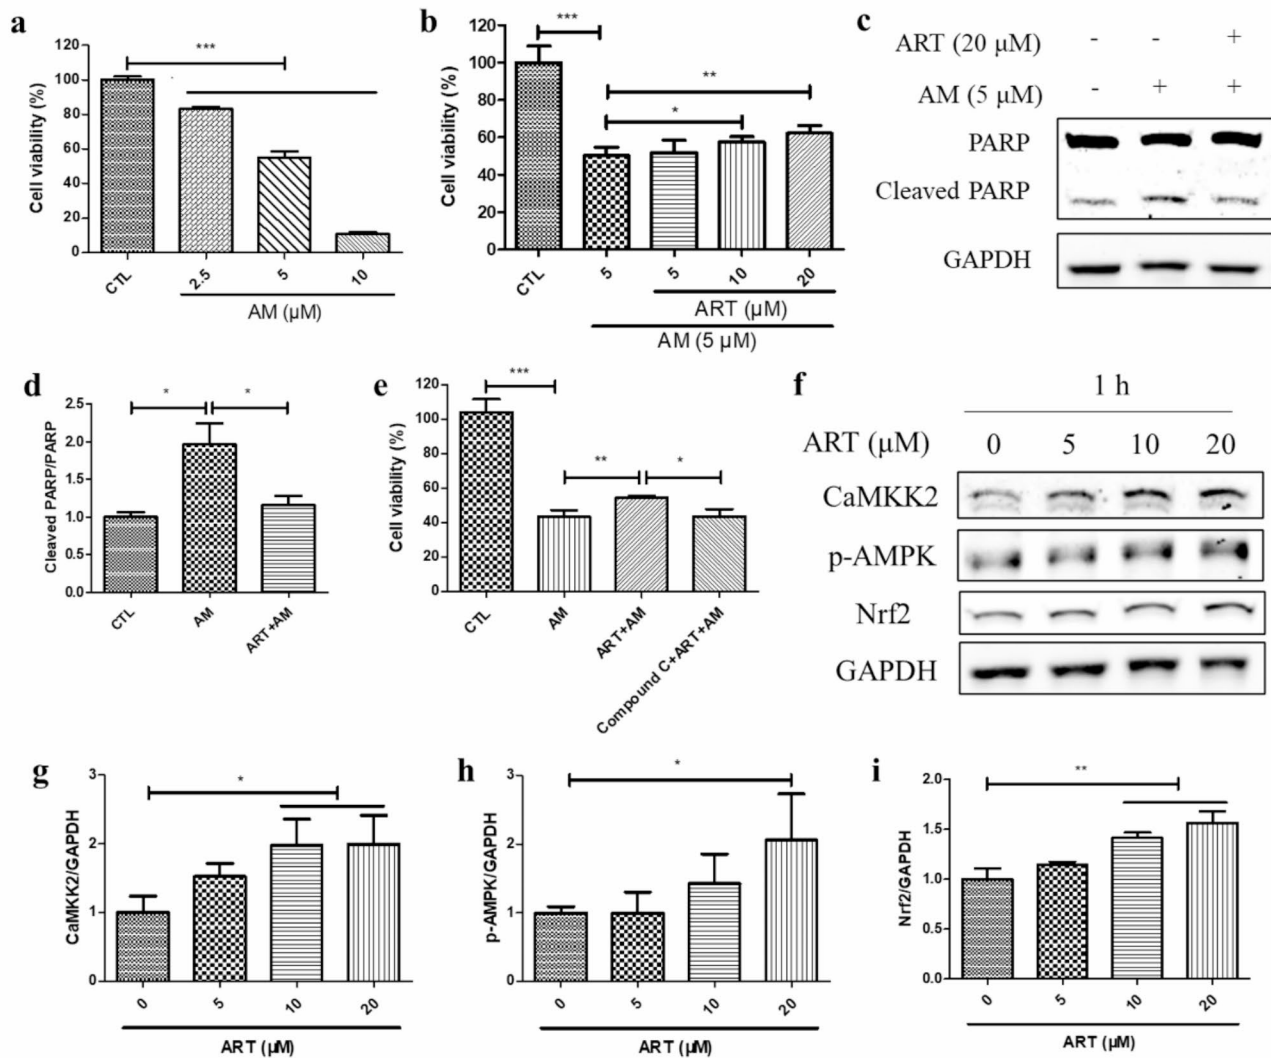 a
***
Cell viability (%)
120
100
80
60
40
20
0
CTL
2.5
5
10
AM (µM)
b
***
**
*
Cell viability (%)
120
100
80
60
40
20
0
CTL
5
5
10
20
ART (µM)
AM (5 µM)
c
ART (20 µM) - - +
AM (5 µM) - + +
PARP
Cleaved PARP
GAPDH
d
* *
Cleaved PARP/PARP
2.5
2.0
1.5
1.0
0.5
0.0
CTL
AM
ART+AM
e
***
** *
Cell viability (%)
120
100
80
60
40
20
0
CTL
AM
ART+AM
Compound C+ART+AM
f
1 h
ART (µM) 0 5 10 20
CaMKK2
p-AMPK
Nrf2
GAPDH
g
*
CaMKK2/GAPDH
3
2
1
0
0
5
10
20
ART (µM)
h
*
p-AMPK/GAPDH
3
2
1
0
0
5
10
20
ART (µM)
i
**
Nrf2/GAPDH
2.0
1.5
1.0
0.5
0.0
0
5
10
20
ART (µM)